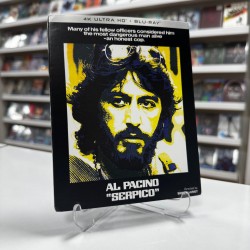 4K ULTRA HD + BLU-RAY
Many of his fellow officers considered him
the most dangerous man alive
-an honest cop.
AL PACINO
"SERPICO"